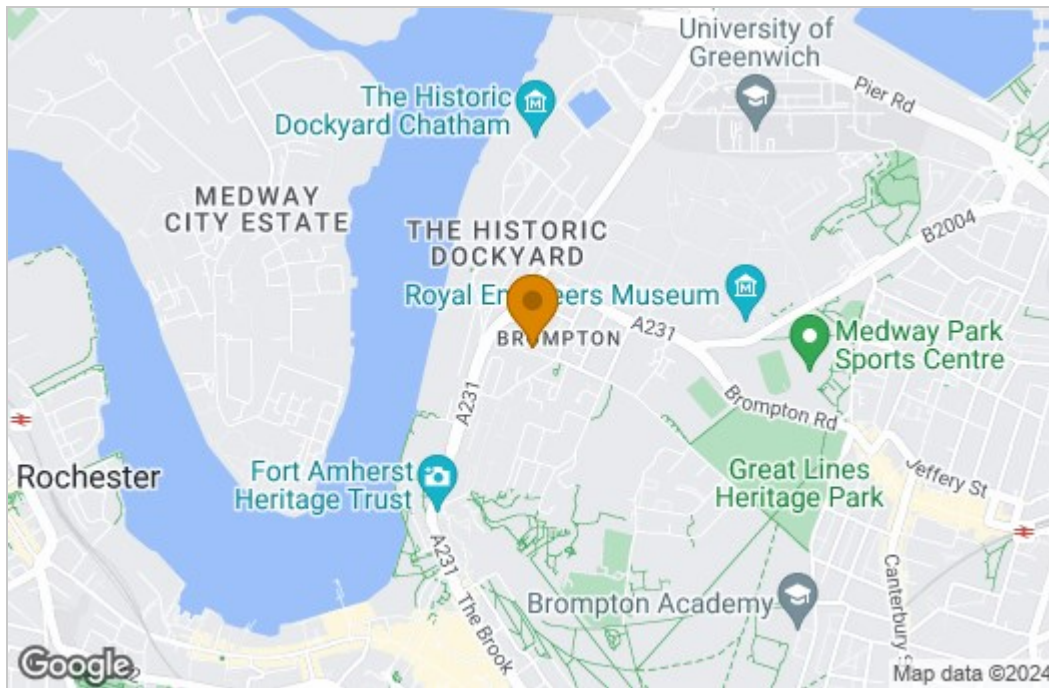 University of
Greenwich
Pier Rd
The Historic
Dockyard Chatham
MEDWAY
CITY ESTATE
THE HISTORIC
DOCKYARD
B2004
Royal Engineers Museum
A231
BROMPTON
Medway Park
Sports Centre
A231
Brompton Rd
Rochester
Fort Amherst
Heritage Trust
Great Lines
Heritage Park
Jeffery St
A231
The Brook
Canterbury S
Brompton Academy
Google
Map data ©2024